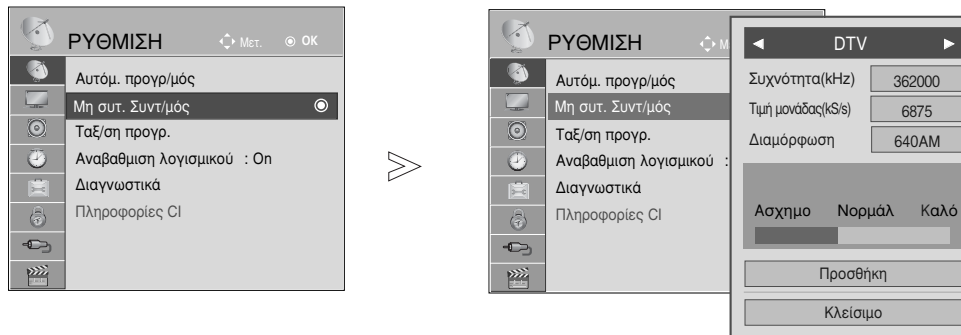 ΡΥΘΜΙΣΗ Μετ. OK
Αυτόμ. προγρ/μός
Μη συτ. Συντ/μός
Ταξ/ση προγρ.
Αναβαθμιση λογισμικού : On
Διαγνωστικά
Πληροφορίες CI
ΡΥΘΜΙΣΗ Μ
Αυτόμ. προγρ/μός
Μη συτ. Συντ/μός
Ταξ/ση προγρ.
Αναβαθμιση λογισμικού :
Διαγνωστικά
Πληροφορίες CI
DTV
Συχνότητα(kHz) 362000
Τιμή μονάδας(kS/s) 6875
Διαμόρφωση 640AM
Ασχημο Νορμάλ Καλό
Προσθήκη
Κλείσιμο